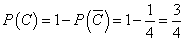 P(C) = 1 − P(C̅) = 1 − 1/4 = 3/4